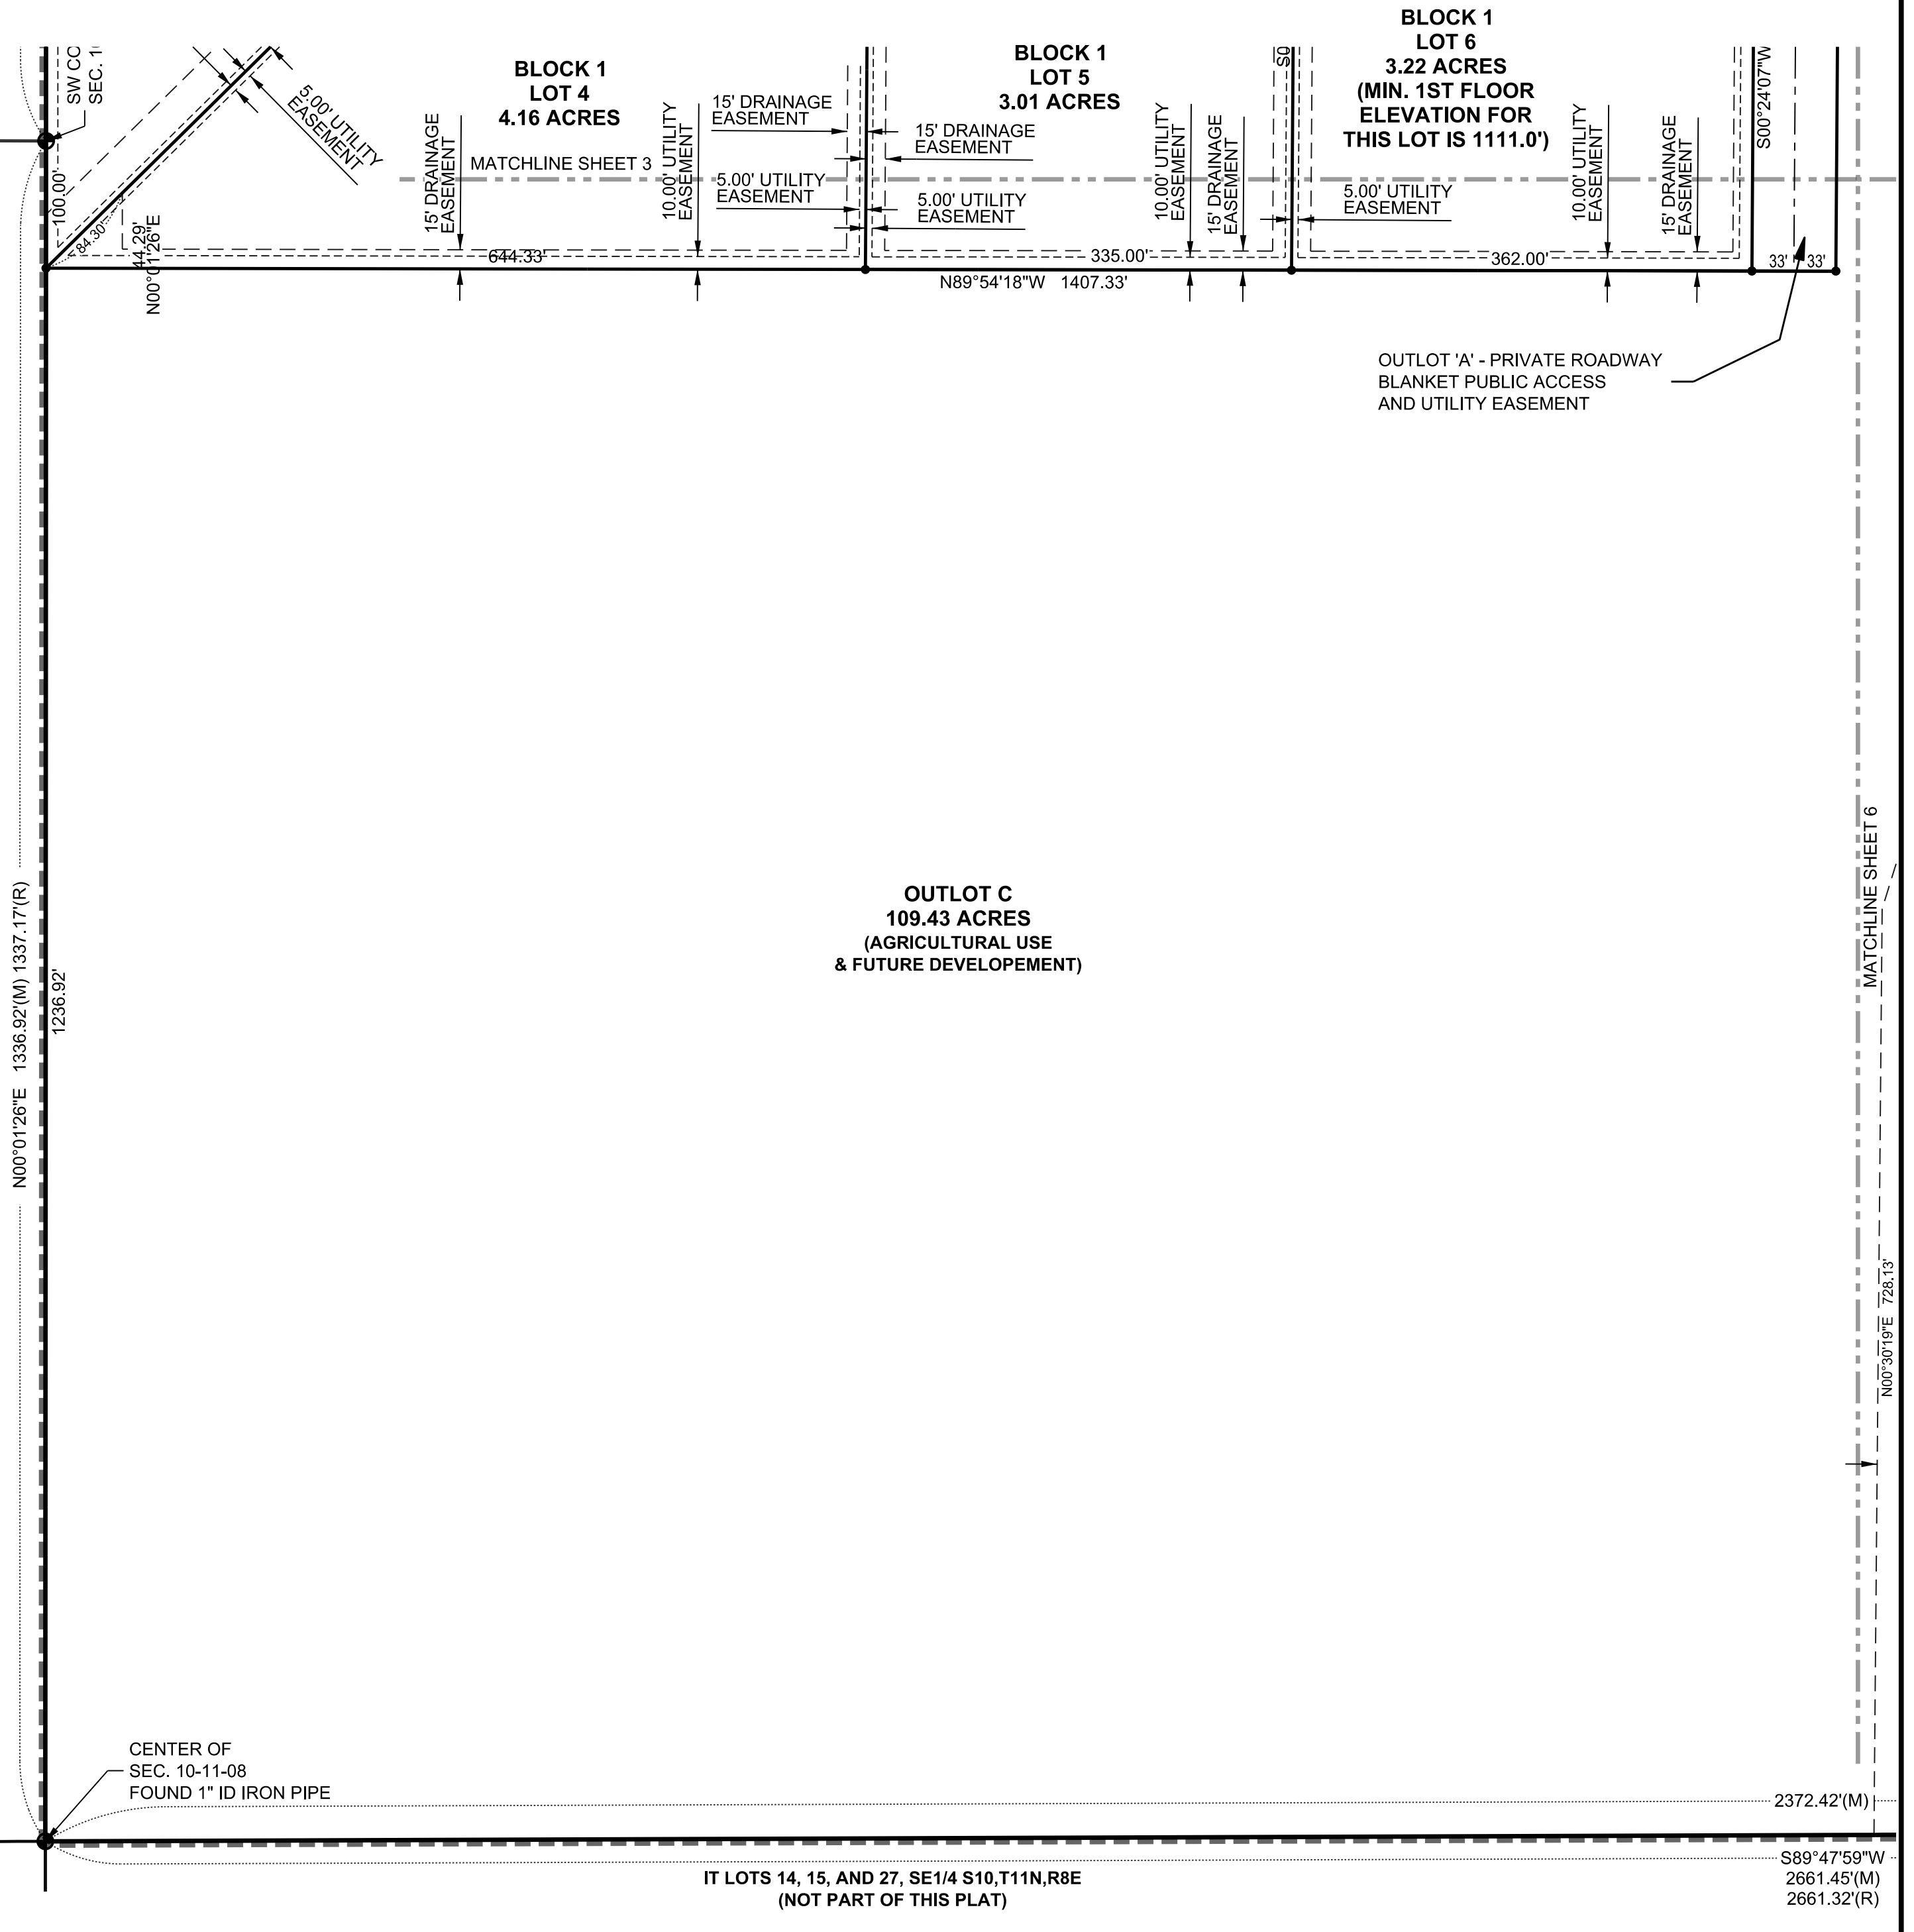 SW CO
SEC. 1
100.00'
84.30'
44.29'
N00°01'26"E
5.00' UTILITY
EASEMENT
BLOCK 1
LOT 4
4.16 ACRES
15' DRAINAGE
EASEMENT
MATCHLINE SHEET 3
10.00' UTILITY
EASEMENT
15' DRAINAGE
EASEMENT
5.00' UTILITY
EASEMENT
644.33'
BLOCK 1
LOT 5
3.01 ACRES
15' DRAINAGE
EASEMENT
5.00' UTILITY
EASEMENT
10.00' UTILITY
EASEMENT
15' DRAINAGE
EASEMENT
335.00'
N89°54'18"W 1407.33'
BLOCK 1
LOT 6
3.22 ACRES
(MIN. 1ST FLOOR
ELEVATION FOR
THIS LOT IS 1111.0')
5.00' UTILITY
EASEMENT
10.00' UTILITY
EASEMENT
15' DRAINAGE
EASEMENT
362.00'
S00°24'07"W
33'
33'
OUTLOT 'A' - PRIVATE ROADWAY
BLANKET PUBLIC ACCESS
AND UTILITY EASEMENT
N00°01'26"E 1336.92'(M) 1337.17'(R)
1236.92'
OUTLOT C
109.43 ACRES
(AGRICULTURAL USE
& FUTURE DEVELOPEMENT)
MATCHLINE SHEET 6
N00°30'19"E 728.13'
CENTER OF
SEC. 10-11-08
FOUND 1" ID IRON PIPE
2372.42'(M)
S89°47'59"W
2661.45'(M)
2661.32'(R)
IT LOTS 14, 15, AND 27, SE1/4 S10,T11N,R8E
(NOT PART OF THIS PLAT)